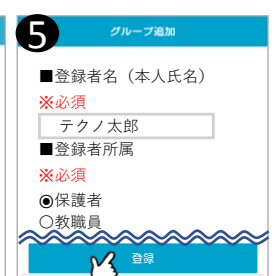 ❺
グループ追加
■登録者名（本人氏名）
※必須
テクノ太郎
■登録者所属
※必須
◉保護者
○教職員
登録